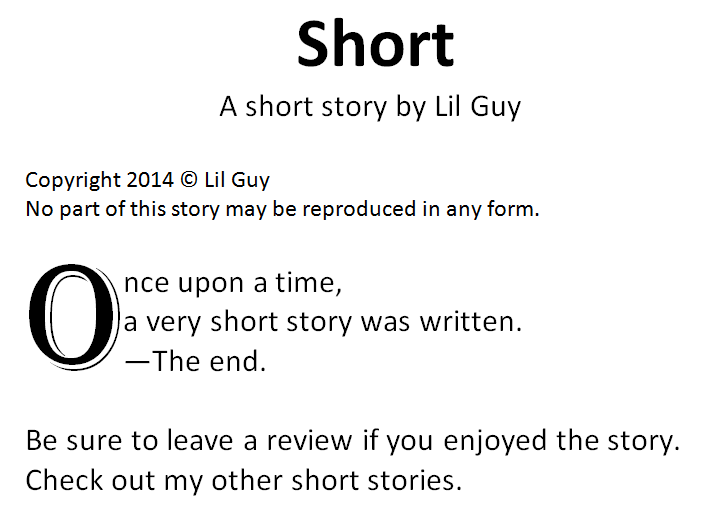 Short
A short story by Lil Guy
Copyright 2014 © Lil Guy
No part of this story may be reproduced in any form.
Once upon a time,
a very short story was written.
—The end.
Be sure to leave a review if you enjoyed the story.
Check out my other short stories.